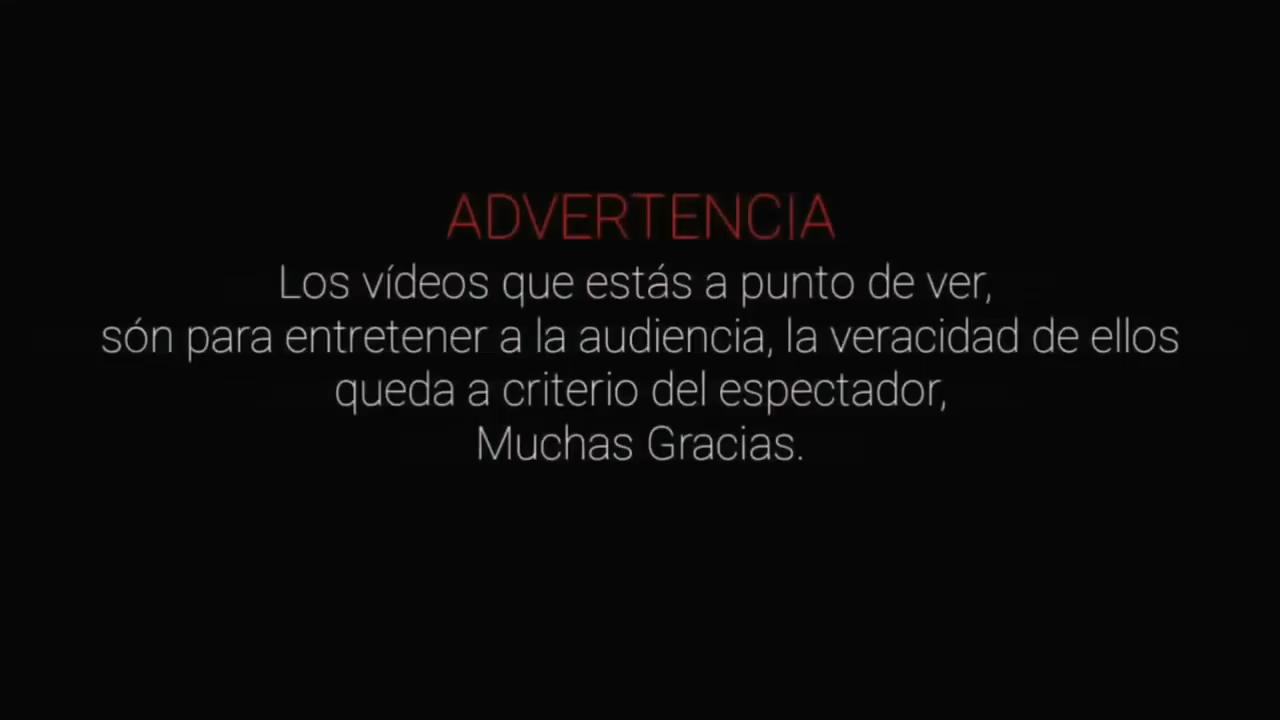 ADVERTENCIA
Los vídeos que estás a punto de ver,
són para entretener a la audiencia, la veracidad de ellos
queda a criterio del espectador,
Muchas Gracias.